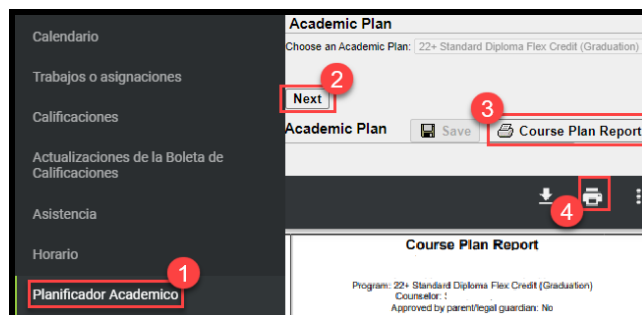 Calendario
Trabajos o asignaciones
Calificaciones
Actualizaciones de la Boleta de
Calificaciones
Asistencia
Horario
1
Planificador Academico
Academic Plan
Choose an Academic Plan: 22+ Standard Diploma Flex Credit (Graduation)
2
Next
3
Academic Plan Save Course Plan Report
4
Course Plan Report
Program: 22+ Standard Diploma Flex Credit (Graduation)
Counselor:
Approved by parent/legal guardian: No